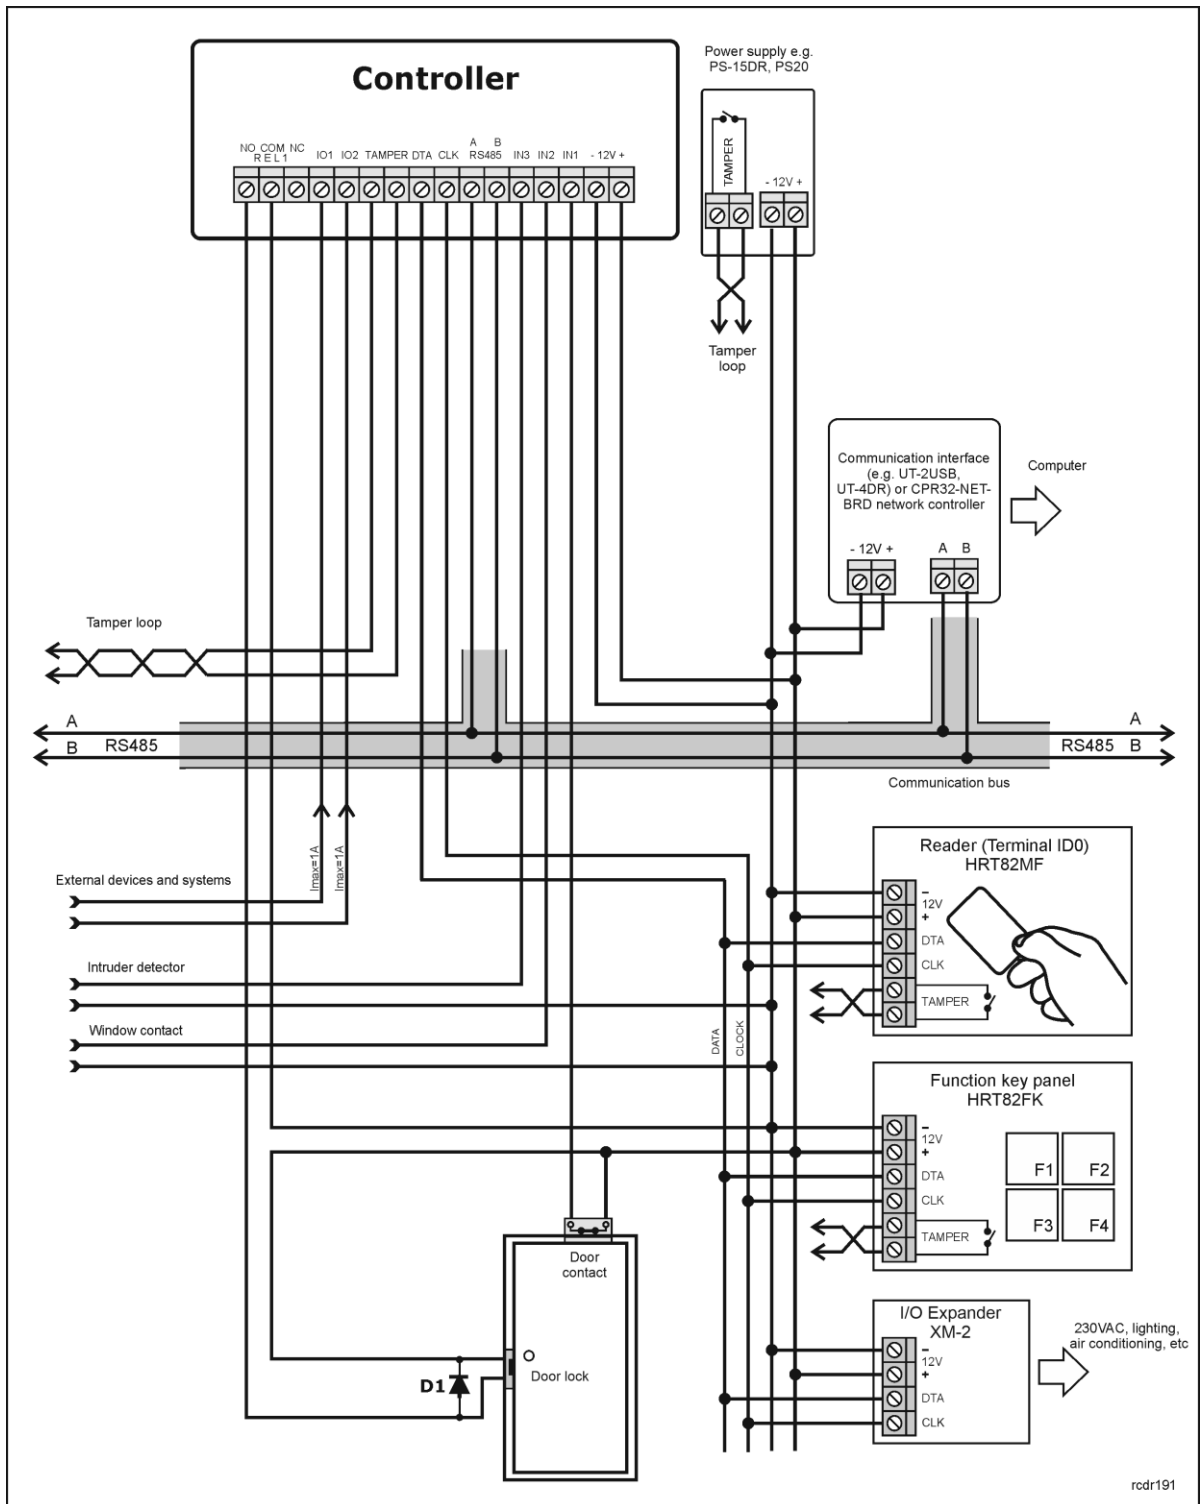 Power supply e.g.
PS-15DR, PS20
Controller
NO COM NC
REL1
IO1 IO2 TAMPER DTA CLK
A B
RS485
IN3 IN2 IN1 - 12V +
TAMPER
- 12V +
Tamper
loop
Communication interface
(e.g. UT-2USB,
UT-4DR) or CPR32-NET-
BRD network controller
Computer
- 12V +
A B
Tamper loop
A
B
RS485
A
RS485 B
Communication bus
Imax=1A
Imax=1A
External devices and systems
Intruder detector
Window contact
DATA
CLOCK
Reader (Terminal ID0)
HRT82MF
-
12V
+
DTA
CLK
TAMPER
Function key panel
HRT82FK
-
12V
+
DTA
CLK
TAMPER
F1 F2
F3 F4
Door
contact
Door lock
D1
I/O Expander
XM-2
-
12V
+
DTA
CLK
230VAC, lighting,
air conditioning, etc
rcdr191